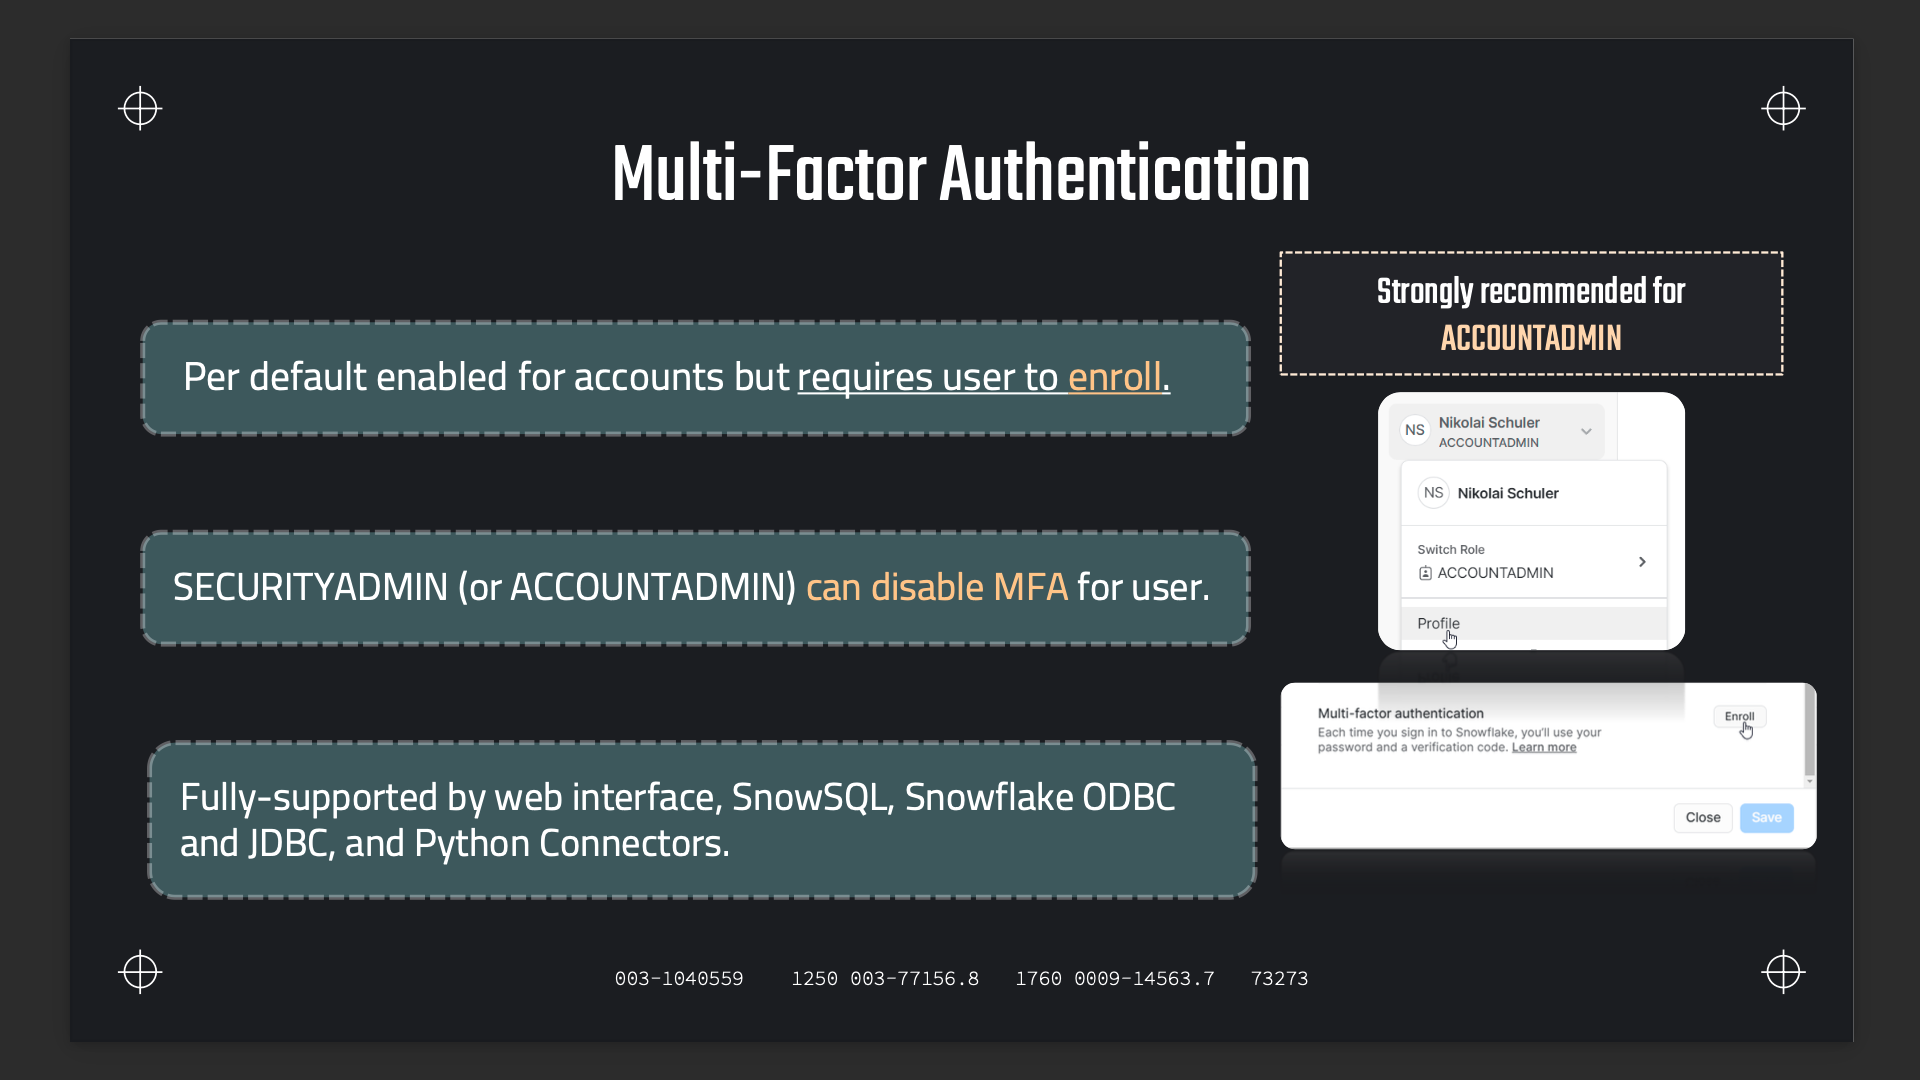 Multi-Factor Authentication
Per default enabled for accounts but requires user to enroll.
SECURITYADMIN (or ACCOUNTADMIN) can disable MFA for user.
Fully-supported by web interface, SnowSQL, Snowflake ODBC
and JDBC, and Python Connectors.
Strongly recommended for
ACCOUNTADMIN
NS
Nikolai Schuler
ACCOUNTADMIN
NS Nikolai Schuler
Switch Role
ACCOUNTADMIN
Profile
Multi-factor authentication
Enroll
Each time you sign in to Snowflake, you'll use your
password and a verification code. Learn more
Close Save
003-1040559 1250 003-77156.8 1760 0009-14563.7 73273